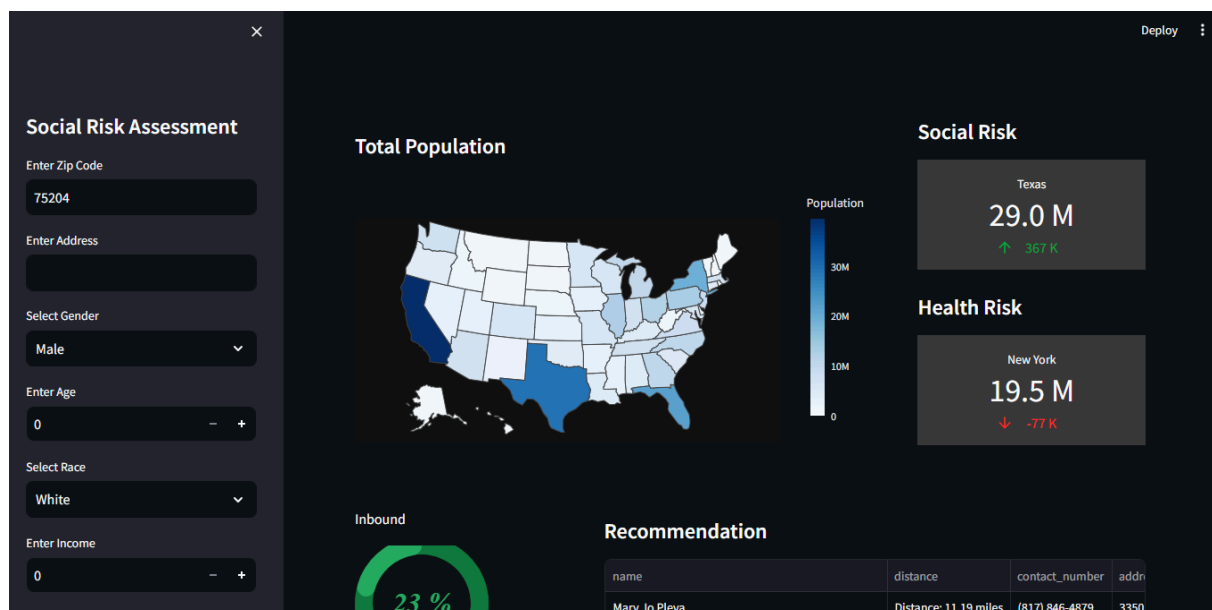 Deploy
Social Risk Assessment
Enter Zip Code
75204
Enter Address
Select Gender
Male
Enter Age
0
Select Race
White
Enter Income
0
Total Population
Population
30M
20M
10M
0
Social Risk
Texas
29.0 M
367 K
Health Risk
New York
19.5 M
-77 K
Inbound
23 %
Recommendation
name distance contact_number addr
Mary Jo Pleva Distance: 11.19 miles (817) 846-4879 3350